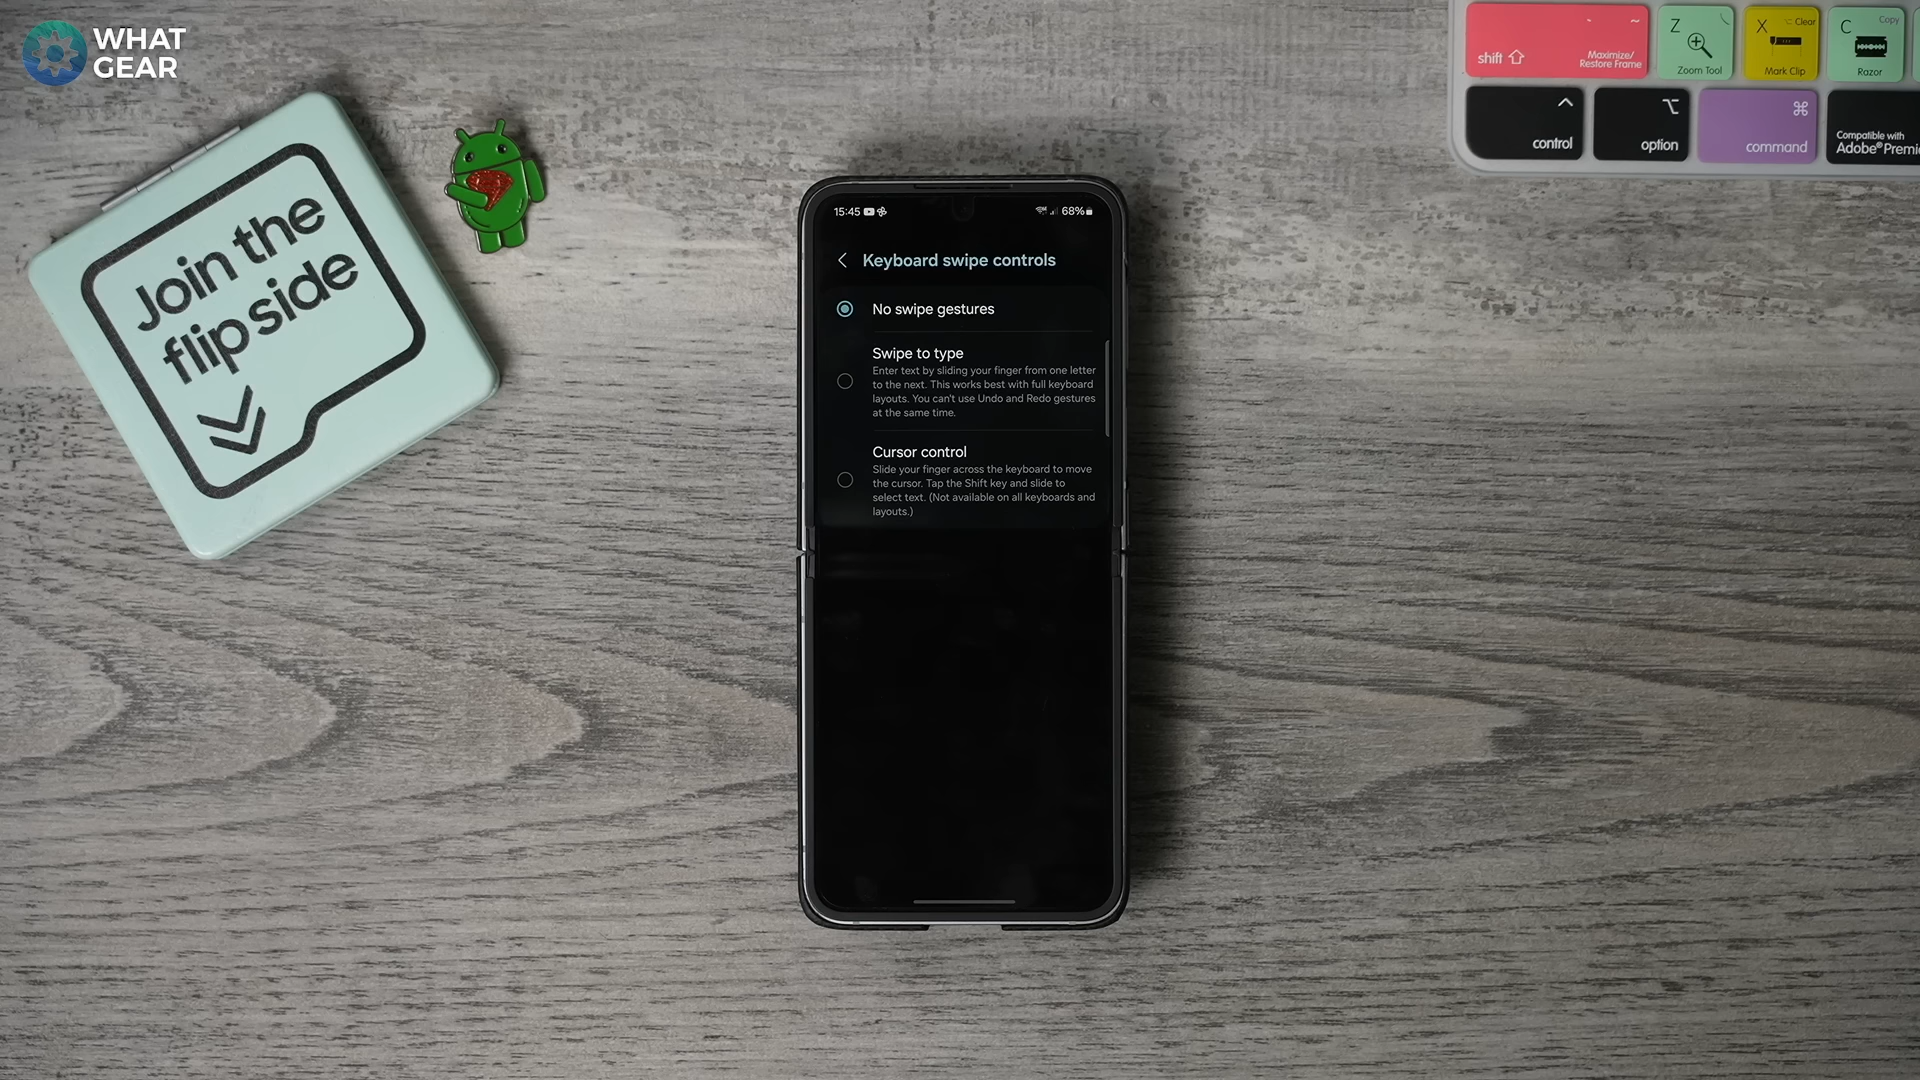 WHAT
GEAR
Join the
flip side
shift
Maximize/
Restore Frame
Z
Zoom Tool
X
Clear
Mark Clip
C
Copy
Razor
control
option
command
Compatible with
Adobe® Premi
15:45
68%
Keyboard swipe controls
No swipe gestures
Swipe to type
Enter text by sliding your finger from one letter
to the next. This works best with full keyboard
layouts. You can't use Undo and Redo gestures
at the same time.
Cursor control
Slide your finger across the keyboard to move
the cursor. Tap the Shift key and slide to
select text. (Not available on all keyboards and
layouts.)